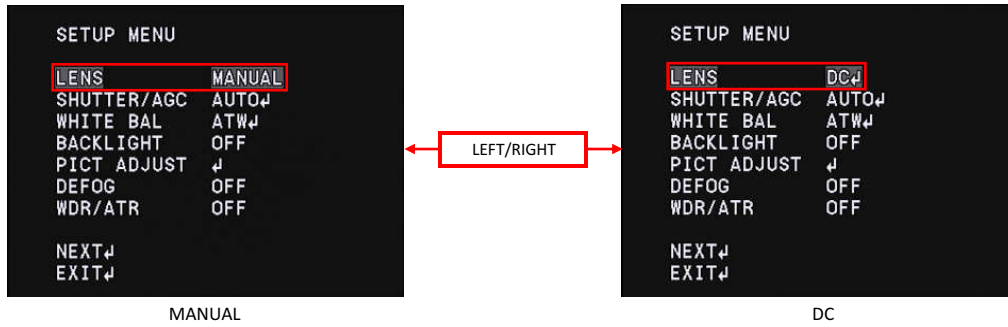 SETUP MENU
LENS MANUAL
SHUTTER/AGC AUTO↲
WHITE BAL ATW↲
BACKLIGHT OFF
PICT ADJUST ↲
DEFOG OFF
WDR/ATR OFF
NEXT↲
EXIT↲
MANUAL
LEFT/RIGHT
SETUP MENU
LENS DC↲
SHUTTER/AGC AUTO↲
WHITE BAL ATW↲
BACKLIGHT OFF
PICT ADJUST ↲
DEFOG OFF
WDR/ATR OFF
NEXT↲
EXIT↲
DC